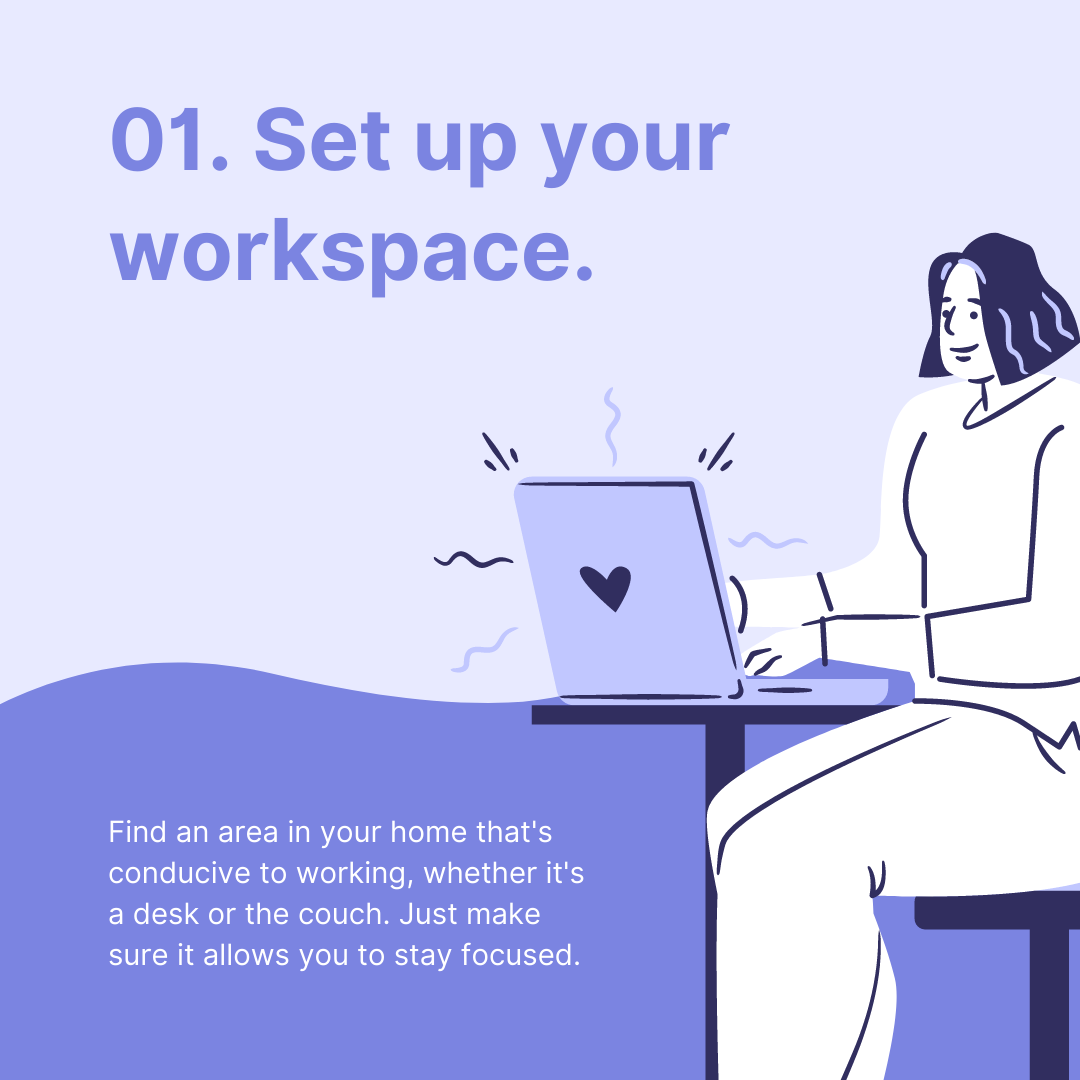 01. Set up your
workspace.
Find an area in your home that's
conducive to working, whether it's
a desk or the couch. Just make
sure it allows you to stay focused.